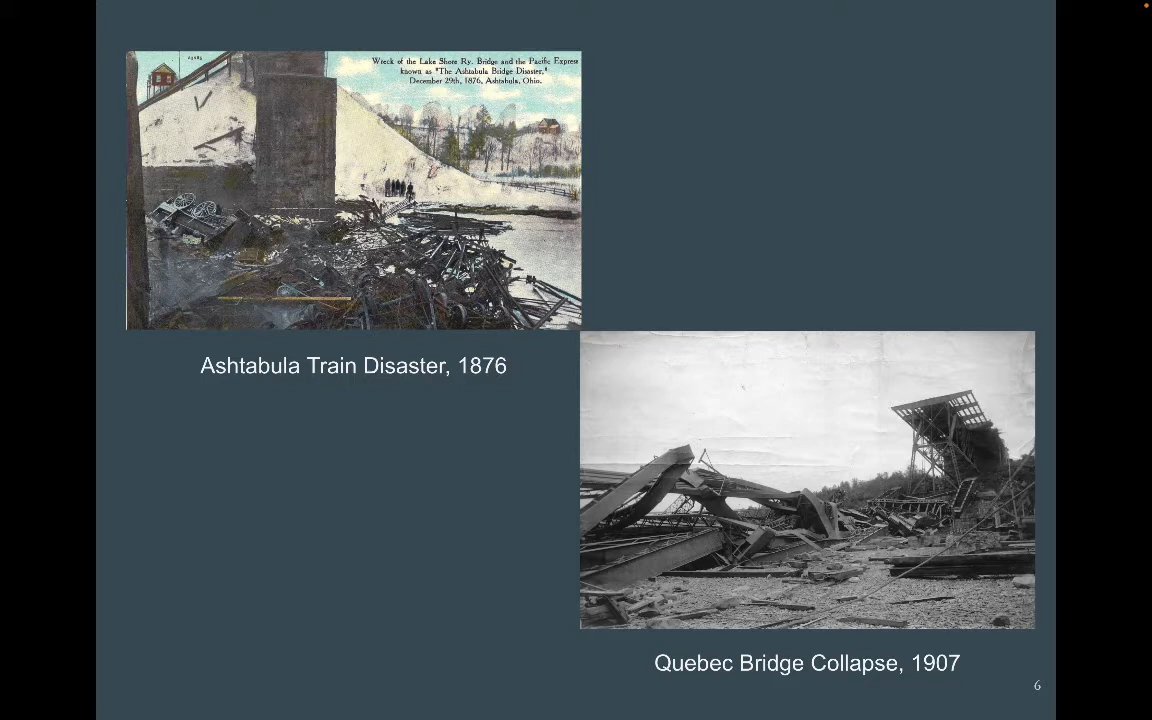 Wreck of the Lake Shore Ry. Bridge and the Pacific Express
known as "The Ashtabula Bridge Disaster,"
December 29th, 1876, Ashtabula, Ohio.
Ashtabula Train Disaster, 1876
Quebec Bridge Collapse, 1907
6